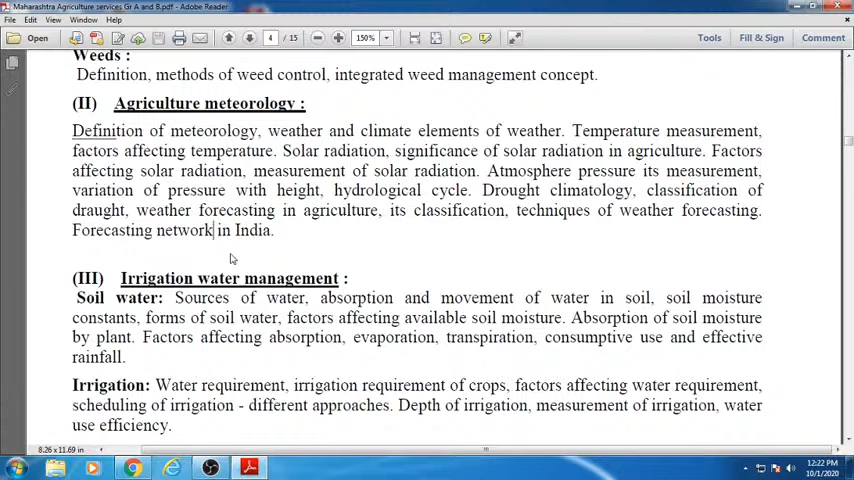 Maharashtra Agriculture services Gr A and B.pdf - Adobe Reader
File Edit View Window Help
Open 4 / 15 150% Tools Fill & Sign Comment
Weeds :
Definition, methods of weed control, integrated weed management concept.
(II) Agriculture meteorology :
Definition of meteorology, weather and climate elements of weather. Temperature measurement,
factors affecting temperature. Solar radiation, significance of solar radiation in agriculture. Factors
affecting solar radiation, measurement of solar radiation. Atmosphere pressure its measurement,
variation of pressure with height, hydrological cycle. Drought climatology, classification of
draught, weather forecasting in agriculture, its classification, techniques of weather forecasting.
Forecasting network in India.
(III) Irrigation water management :
Soil water: Sources of water, absorption and movement of water in soil, soil moisture
constants, forms of soil water, factors affecting available soil moisture. Absorption of soil moisture
by plant. Factors affecting absorption, evaporation, transpiration, consumptive use and effective
rainfall.
Irrigation: Water requirement, irrigation requirement of crops, factors affecting water requirement,
scheduling of irrigation - different approaches. Depth of irrigation, measurement of irrigation, water
use efficiency.
8.26 x 11.69 in
12:22 PM
10/1/2020